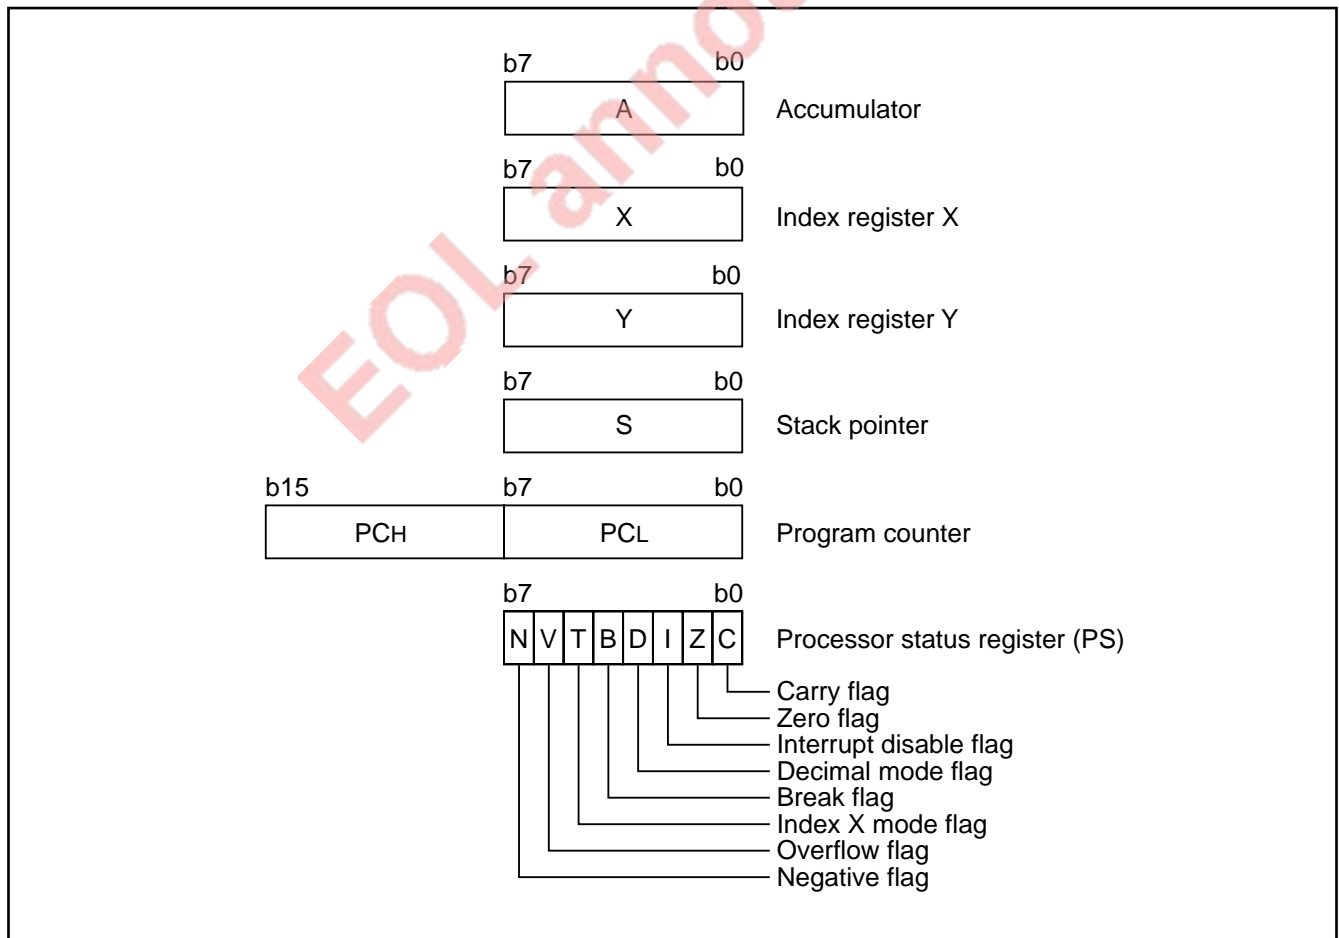 b7 b0
A Accumulator
b7 b0
X Index register X
b7 b0
Y Index register Y
b7 b0
S Stack pointer
b15 b7 b0
PCH PCL Program counter
b7 b0
N V T B D I Z C Processor status register (PS)
Carry flag
Zero flag
Interrupt disable flag
Decimal mode flag
Break flag
Index X mode flag
Overflow flag
Negative flag
EOL